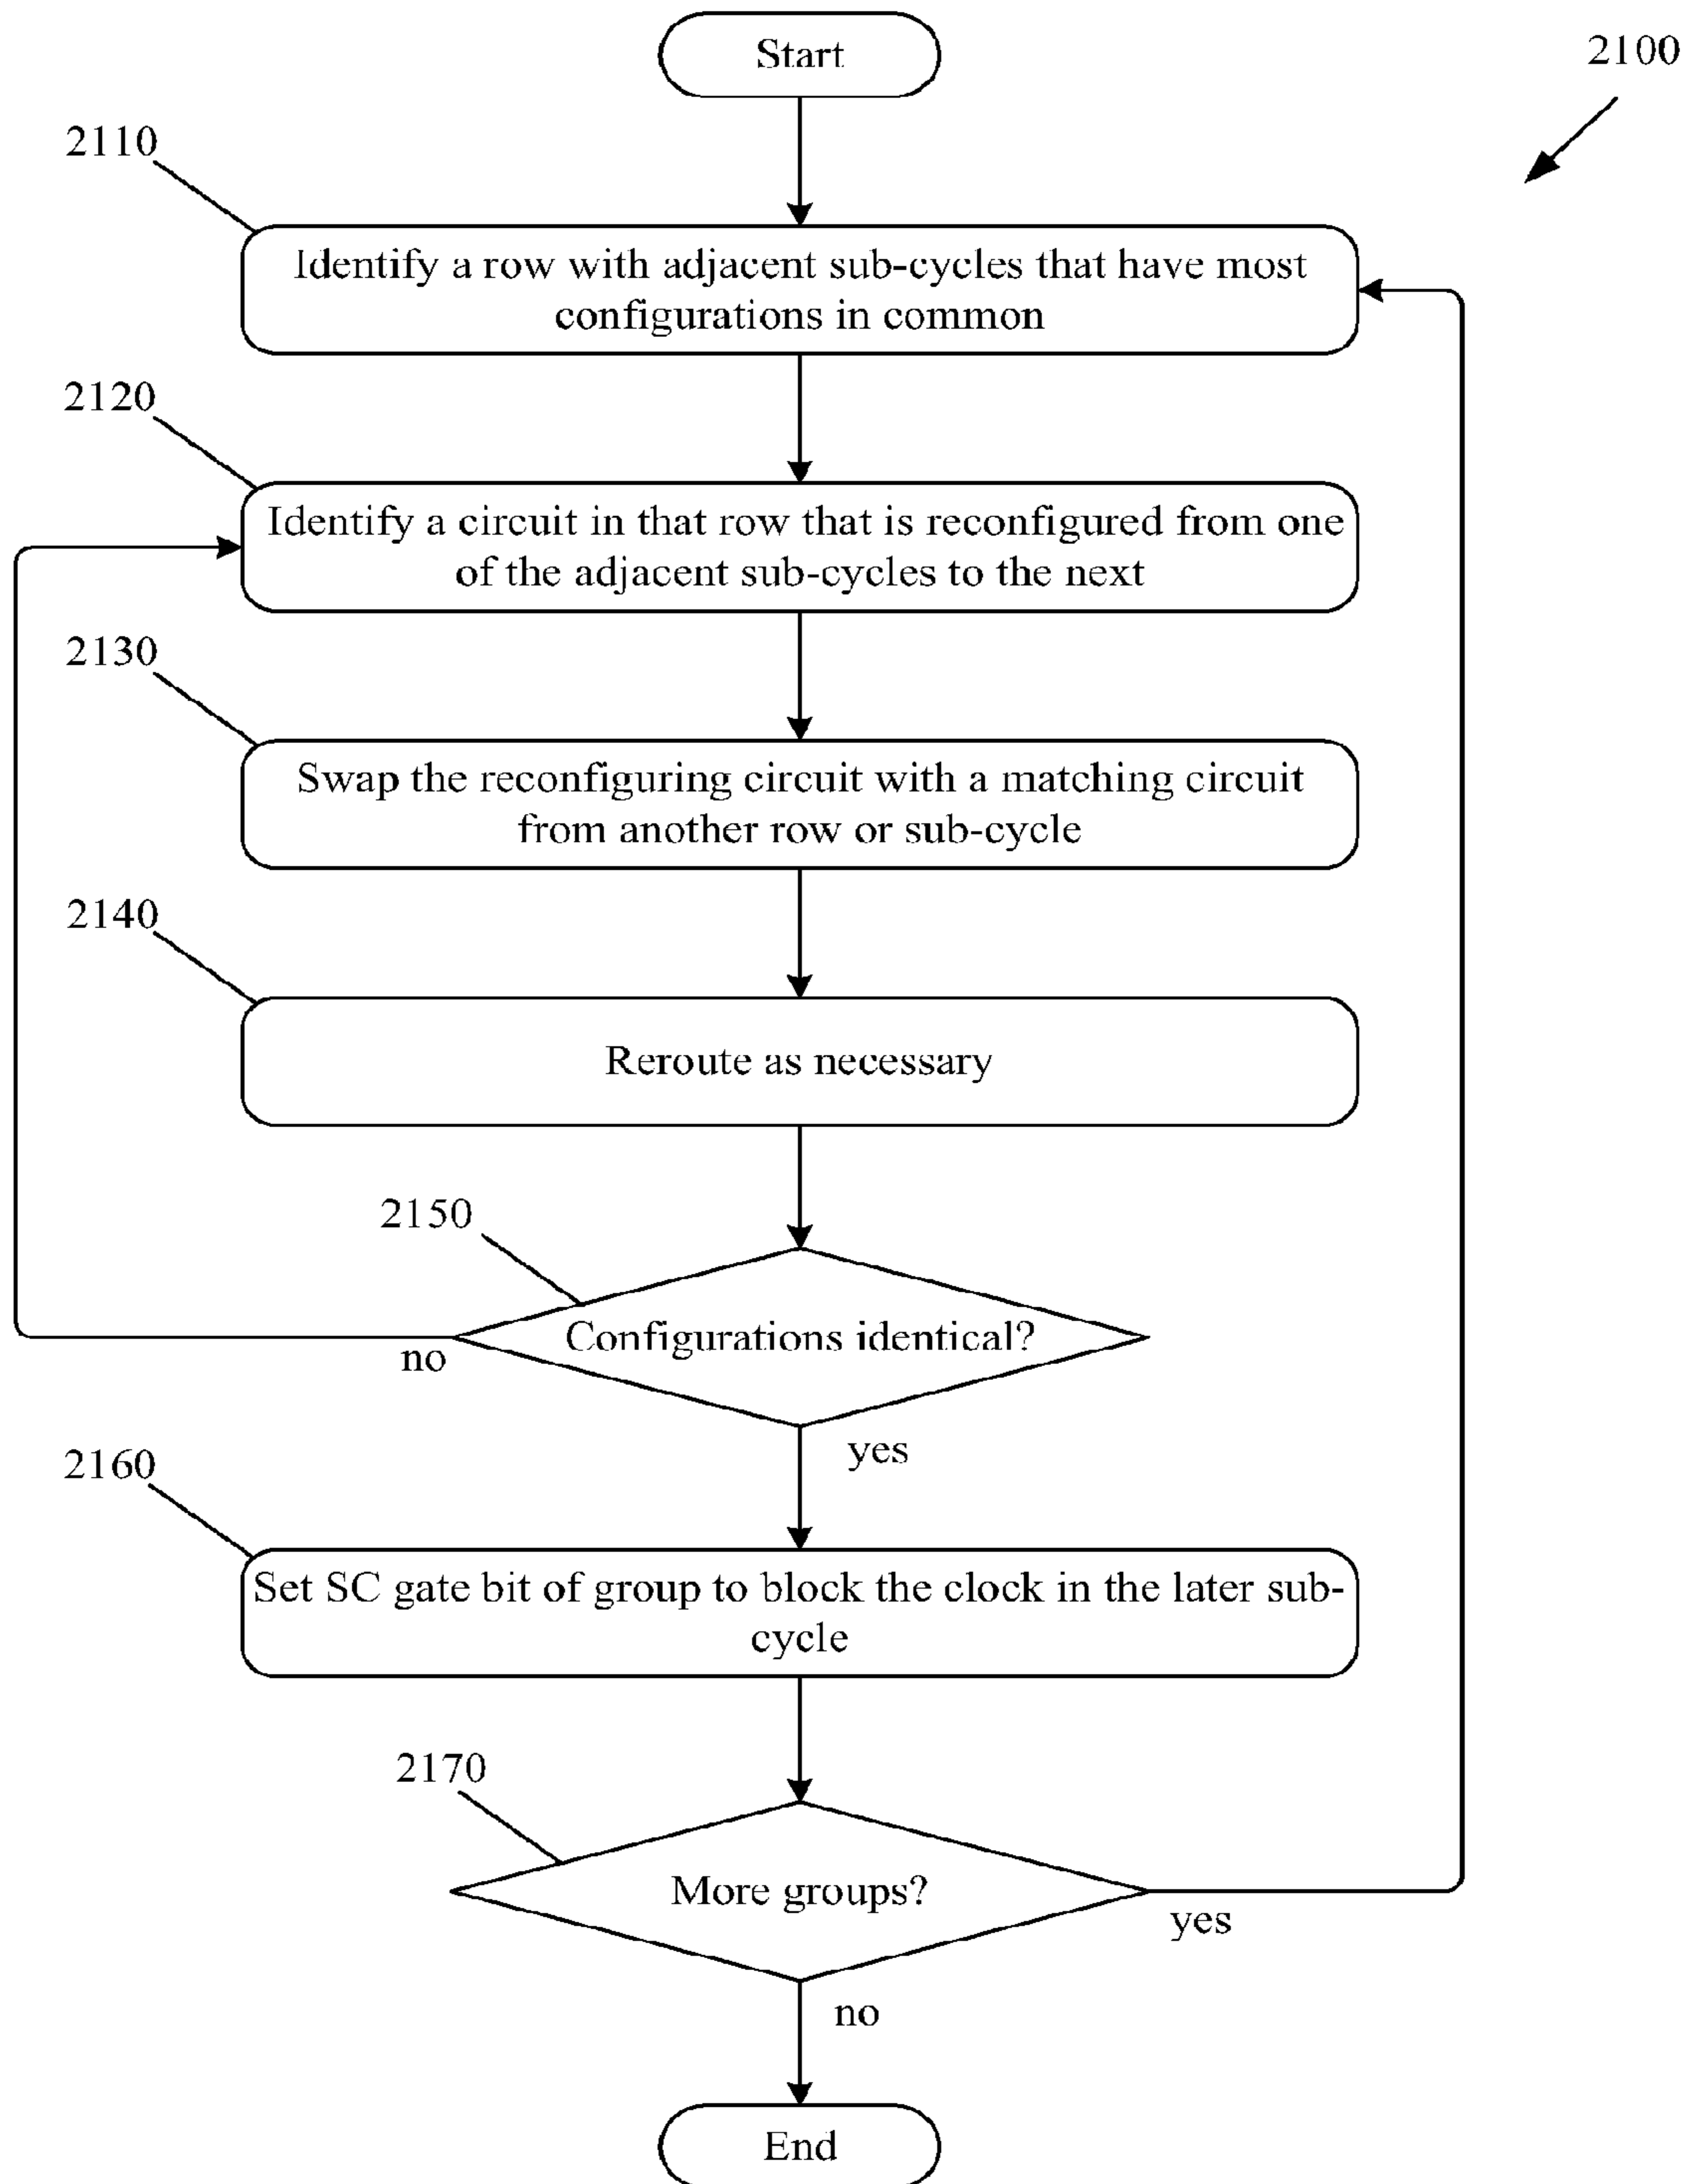 Start
2100
2110
Identify a row with adjacent sub-cycles that have most
configurations in common
2120
Identify a circuit in that row that is reconfigured from one
of the adjacent sub-cycles to the next
2130
Swap the reconfiguring circuit with a matching circuit
from another row or sub-cycle
2140
Reroute as necessary
2150
Configurations identical?
no
yes
2160
Set SC gate bit of group to block the clock in the later sub-
cycle
2170
More groups?
yes
no
End